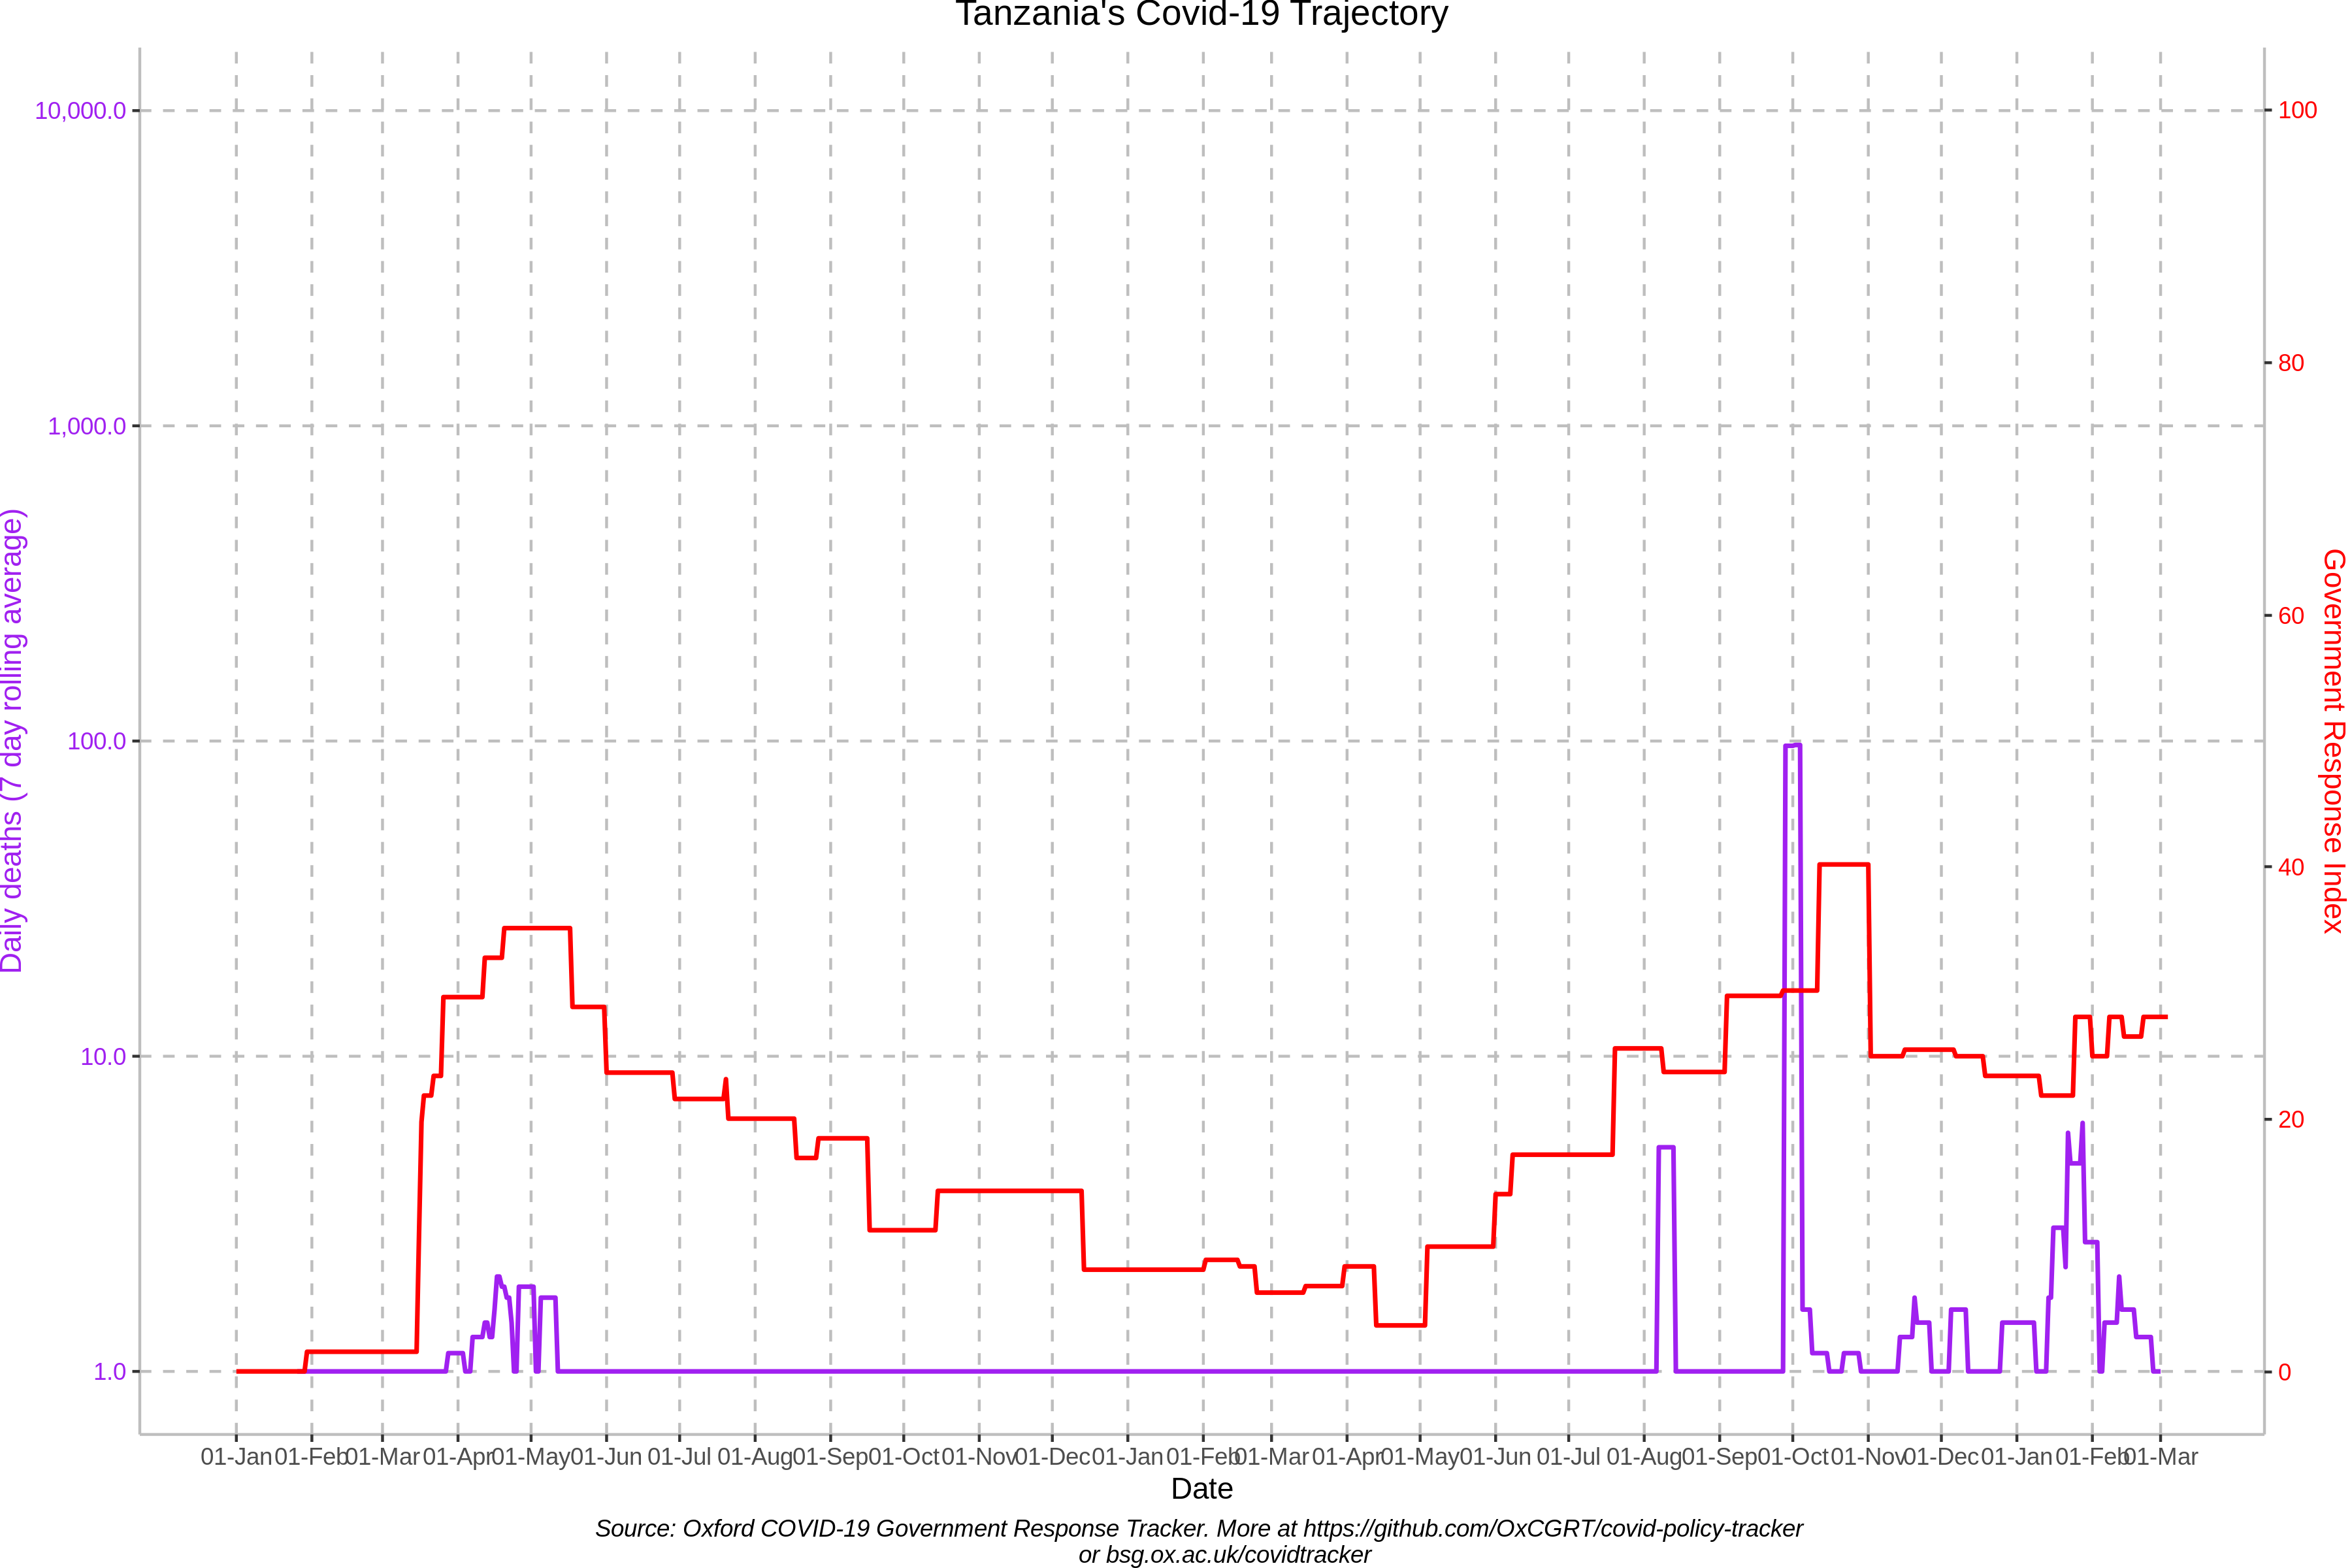 Tanzania's Covid-19 Trajectory
10,000.0
1,000.0
100.0
10.0
1.0
Daily deaths (7 day rolling average)
100
80
60
40
20
0
Government Response Index
01-Jan 01-Feb 01-Mar 01-Apr 01-May 01-Jun 01-Jul 01-Aug 01-Sep 01-Oct 01-Nov 01-Dec 01-Jan 01-Feb 01-Mar 01-Apr 01-May 01-Jun 01-Jul 01-Aug 01-Sep 01-Oct 01-Nov 01-Dec 01-Jan 01-Feb 01-Mar
Date
Source: Oxford COVID-19 Government Response Tracker. More at https://github.com/OxCGRT/covid-policy-tracker
or bsg.ox.ac.uk/covidtracker